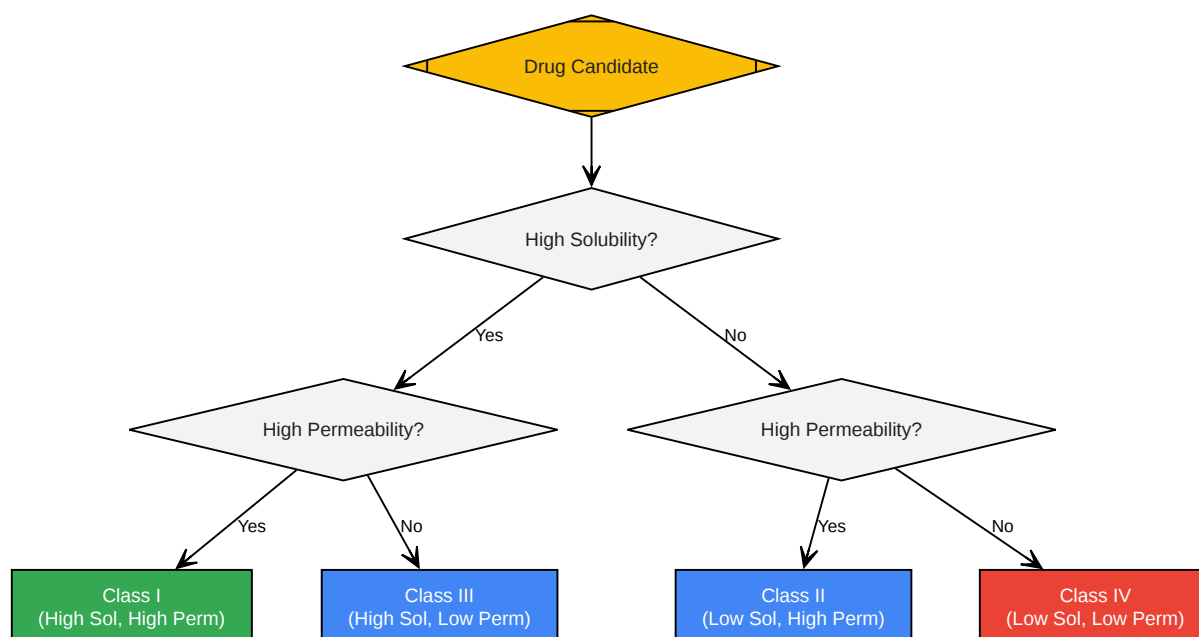 Drug Candidate
High Solubility?
Yes
No
High Permeability?
High Permeability?
Yes
No
Yes
No
Class I
(High Sol, High Perm)
Class III
(High Sol, Low Perm)
Class II
(Low Sol, High Perm)
Class IV
(Low Sol, Low Perm)